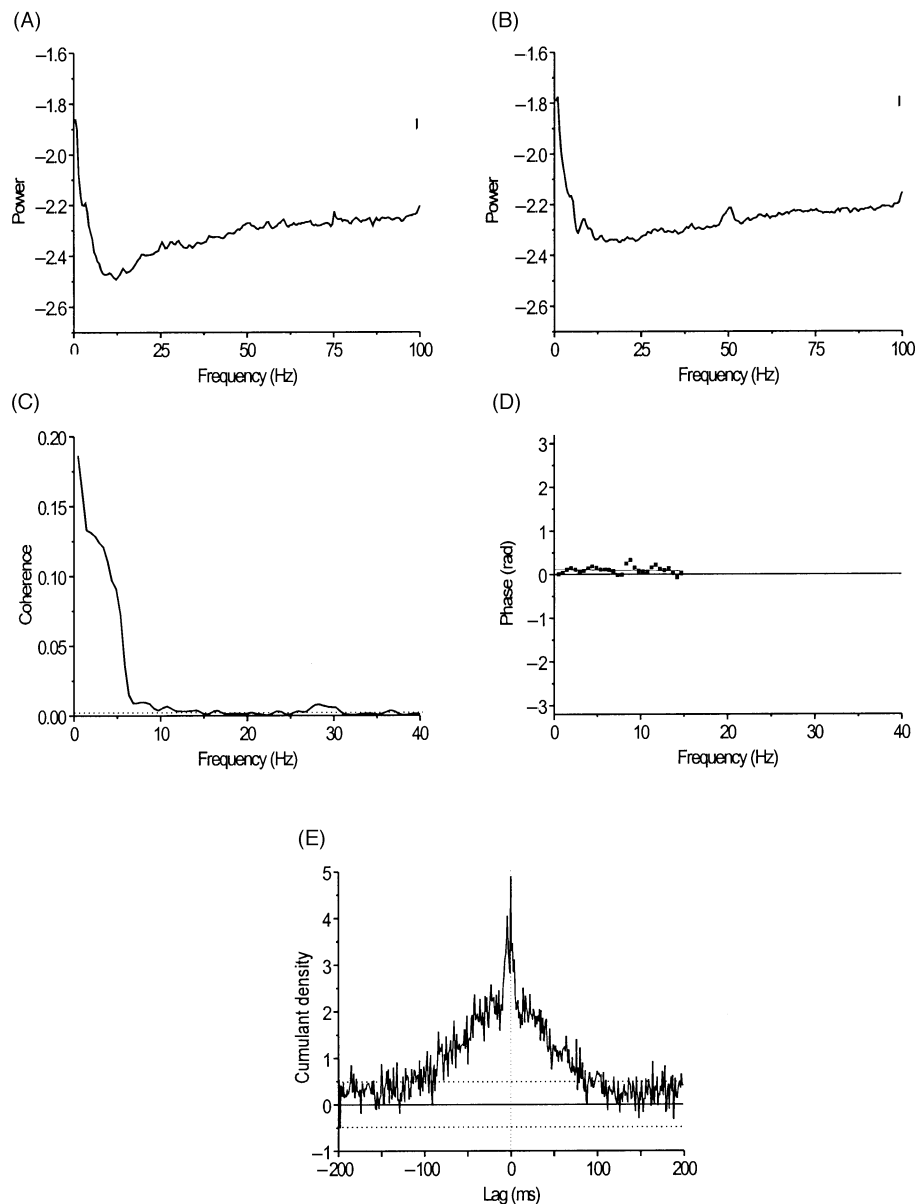 (A)
−1.6
−1.8
−2.0
−2.2
−2.4
−2.6
Power
0 25 50 75 100
Frequency (Hz)
(B)
−1.6
−1.8
−2.0
−2.2
−2.4
−2.6
Power
0 25 50 75 100
Frequency (Hz)
(C)
0.20
0.15
0.10
0.05
0.00
Coherence
0 10 20 30 40
Frequency (Hz)
(D)
3
2
1
0
−1
−2
−3
Phase (rad)
0 10 20 30 40
Frequency (Hz)
(E)
5
4
3
2
1
0
−1
Cumulant density
−200 −100 0 100 200
Lag (ms)